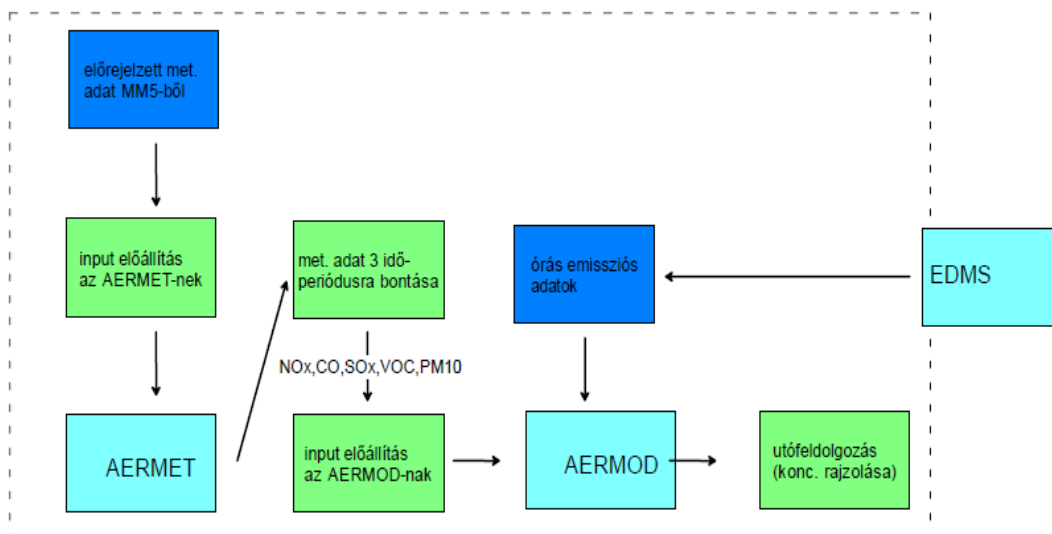 előrejelzett met.
adat MM5-ből
input előállítás
az AERMET-nek
AERMET
met. adat 3 idő-
periódusra bontása
NOx,CO,SOx,VOC,PM10
input előállítás
az AERMOD-nak
órás emissziós
adatok
EDMS
AERMOD
utófeldolgozás
(konc. rajzolása)